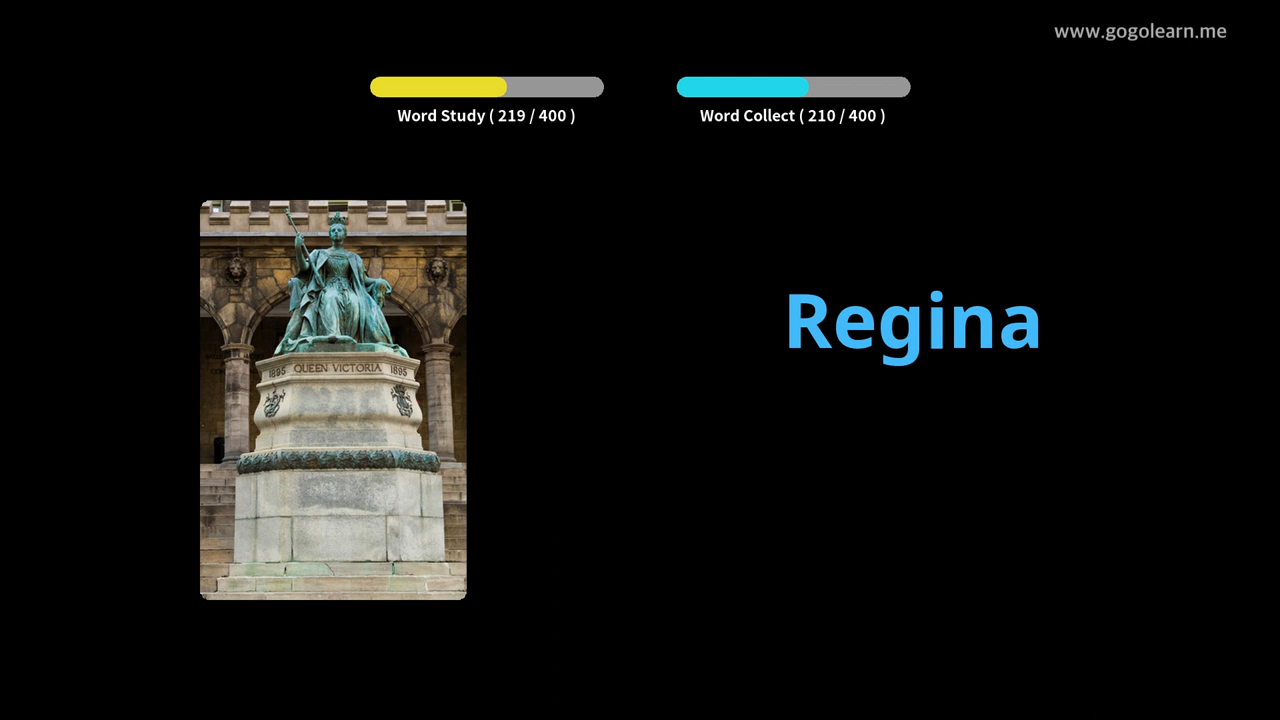 www.gogolearn.me
Word Study ( 219 / 400 )
Word Collect ( 210 / 400 )
1895 QUEEN VICTORIA 1895
Regina